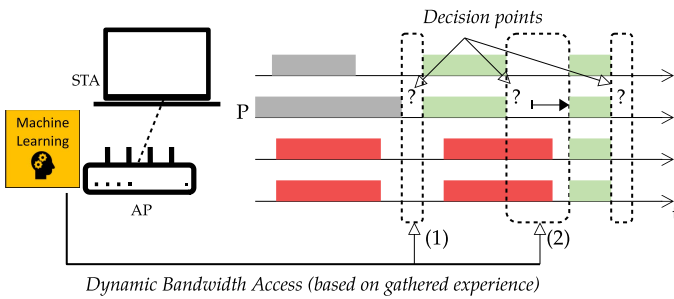 Decision points
STA
?
?
?
P
Machine
Learning
AP
(1)
(2)
Dynamic Bandwidth Access (based on gathered experience)